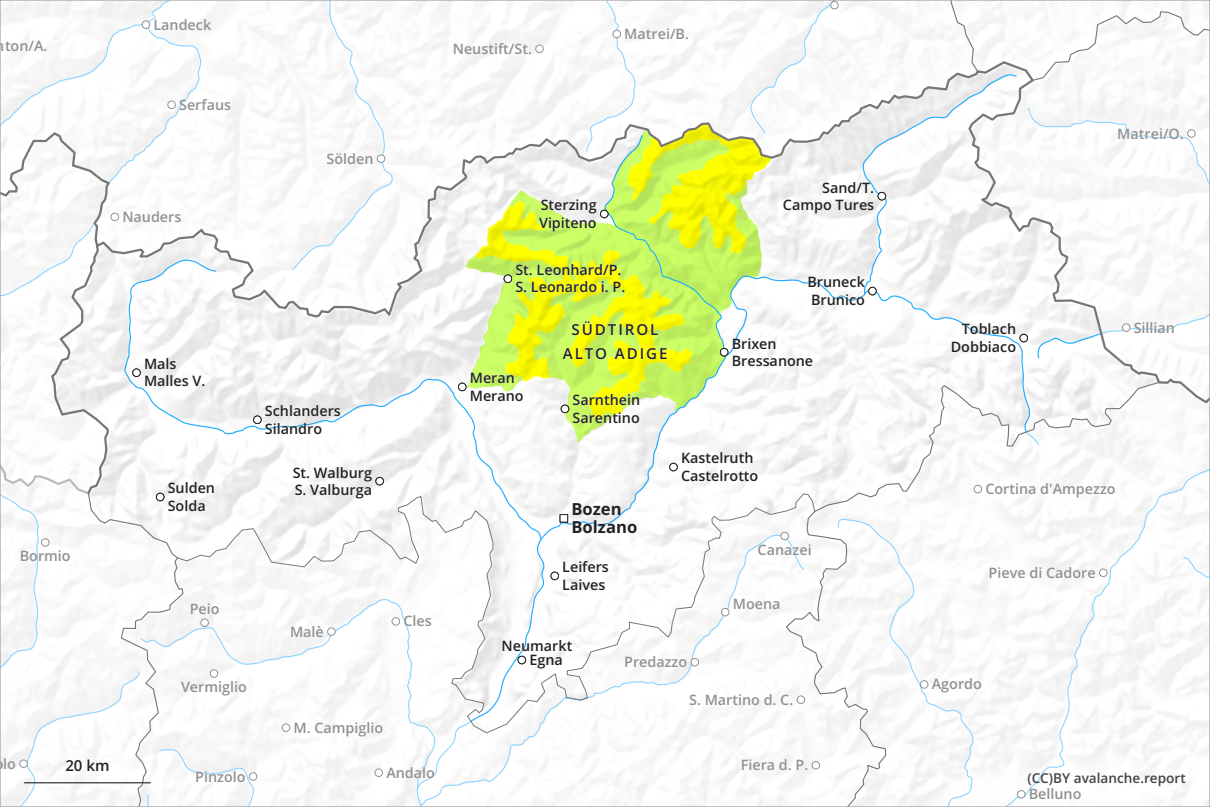 Landeck
nton/A.
Neustift/St.
Matrei/B.
Serfaus
Matrei/O.
Sölden
Nauders
Sand/T.
Campo Tures
Sterzing
Vipiteno
St. Leonhard/P.
S. Leonardo i. P.
Bruneck
Brunico
SÜDTIROL
ALTO ADIGE
Toblach
Dobbiaco
Sillian
Brixen
Bressanone
Mals
Malles V.
Meran
Merano
Schlanders
Silandro
Sarnthein
Sarentino
Kastelruth
Castelrotto
St. Walburg
S. Valburga
Sulden
Solda
Cortina d'Ampezzo
Bozen
Bolzano
Bormio
Canazei
Leifers
Laives
Pieve di Cadore
Peio
Malè
Cles
Moena
Neumarkt
Egna
Predazzo
Vermiglio
Agordo
S. Martino d. C.
M. Campiglio
olo
20 km
Pinzolo
Andalo
Fiera d. P.
(CC)BY avalanche.report
Belluno